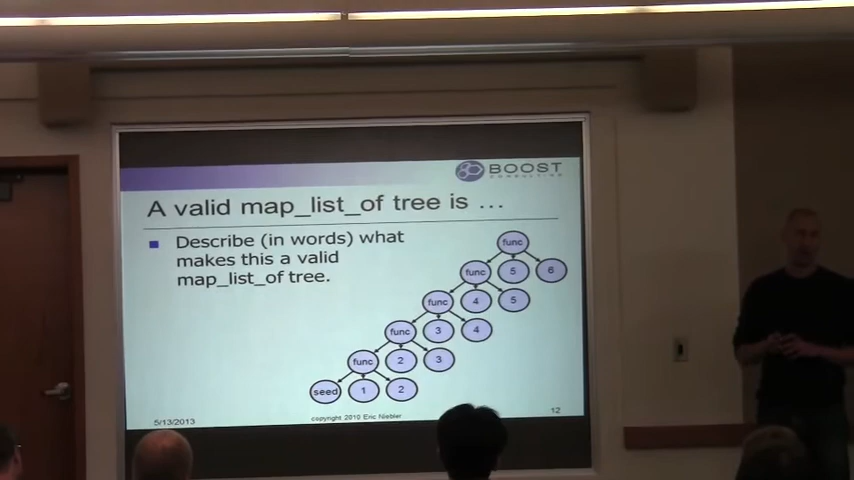 BOOST
CONSULTING
A valid map_list_of tree is ...
Describe (in words) what
makes this a valid
map_list_of tree.
func
func
5
6
func
4
5
func
3
4
func
2
3
seed
1
2
5/13/2013
copyright 2010 Eric Niebler
12